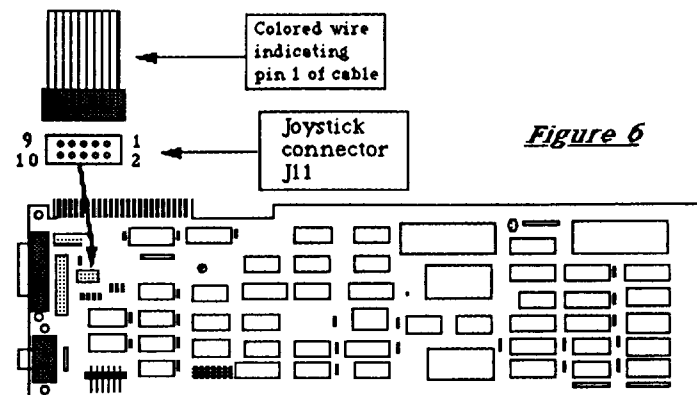 Colored wire
indicating
pin 1 of cable
9 1
10 2
Joystick
connector
J11
Figure 6